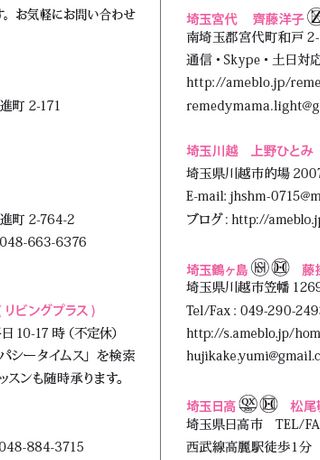 す。お気軽にお問い合わせ
進町 2-171
進町 2-764-2
048-663-6376
リビングプラス)
日 10-17 時 (不定休)
パシータイムス」を検索
ッスンも随時承ります。
048-884-3715
埼玉宮代 齊藤洋子
南埼玉郡宮代町和戸 2-
通信・Skype・土日対応
http://ameblo.jp/reme
remedymama.light@g
埼玉川越 上野ひとみ
埼玉県川越市的場 2007
E-mail: jhshm-0715@m
ブログ : http://ameblo.jp
埼玉鶴ヶ島 HS H 藤
埼玉県川越市笠幡 1269
Tel/Fax : 049-290-249
http://s.ameblo.jp/hom
hujikake.yumi@gmail.c
埼玉日高 QX H 松尾
埼玉県日高市 TEL/FA
西武線高麗駅徒歩1分